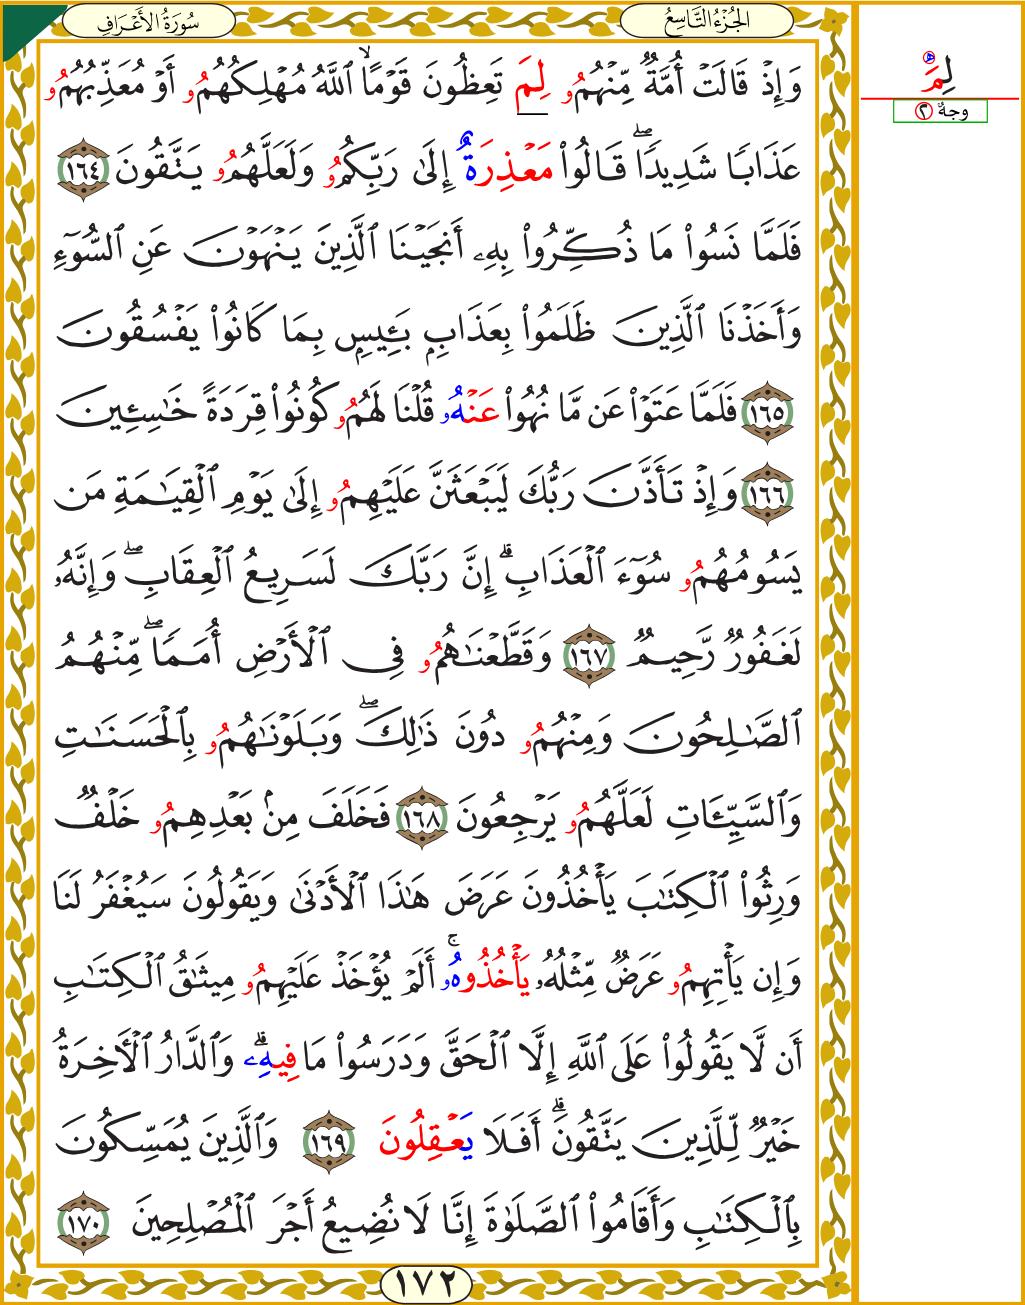 الجُزْءُ التَّاسِعُ
سُورَةُ الأَعْرَافِ
وَإِذْ قَالَتْ أُمَّةٌ مِّنْهُمُۥ لِمَ تَعِظُونَ قَوْمًا ۙ ٱللَّهُ مُهْلِكُهُمُۥ أَوْ مُعَذِّبُهُمُۥ
عَذَابًا شَدِيدًا ۖ قَالُوا۟ مَعْذِرَةٌ إِلَىٰ رَبِّكُمُۥ وَلَعَلَّهُمُۥ يَتَّقُونَ ١٦٤
فَلَمَّا نَسُوا۟ مَا ذُكِّرُوا۟ بِهِۦ أَنجَيْنَا ٱلَّذِينَ يَنْهَوْنَ عَنِ ٱلسُّوٓءِ
وَأَخَذْنَا ٱلَّذِينَ ظَلَمُوا۟ بِعَذَابٍۭ بَـِٔيسٍۭ بِمَا كَانُوا۟ يَفْسُقُونَ
١٦٥ فَلَمَّا عَتَوْا۟ عَن مَّا نُهُوا۟ عَنْهُۥ قُلْنَا لَهُمُۥ كُونُوا۟ قِرَدَةً خَـٰسِـِٔينَ
١٦٦ وَإِذْ تَأَذَّنَ رَبُّكَ لَيَبْعَثَنَّ عَلَيْهِمُۥ إِلَىٰ يَوْمِ ٱلْقِيَـٰمَةِ مَن
يَسُومُهُمُۥ سُوٓءَ ٱلْعَذَابِ ۗ إِنَّ رَبَّكَ لَسَرِيعُ ٱلْعِقَابِ ۖ وَإِنَّهُۥ
لَغَفُورٌ رَّحِيمٌ ١٦٧ وَقَطَّعْنَـٰهُمُۥ فِى ٱلْأَرْضِ أُمَمًا ۖ مِّنْهُمُ
ٱلصَّـٰلِحُونَ وَمِنْهُمُۥ دُونَ ذَٰلِكَ ۖ وَبَلَوْنَـٰهُمُۥ بِٱلْحَسَنَـٰتِ
وَٱلسَّيِّـَٔاتِ لَعَلَّهُمُۥ يَرْجِعُونَ ١٦٨ فَخَلَفَ مِنۢ بَعْدِهِمُۥ خَلْفٌ
وَرِثُوا۟ ٱلْكِتَـٰبَ يَأْخُذُونَ عَرَضَ هَـٰذَا ٱلْأَدْنَىٰ وَيَقُولُونَ سَيُغْفَرُ لَنَا
وَإِن يَأْتِهِمُۥ عَرَضٌ مِّثْلُهُۥ يَأْخُذُوهُۥ ۚ أَلَمْ يُؤْخَذْ عَلَيْهِمُۥ مِيثَـٰقُ ٱلْكِتَـٰبِ
أَن لَّا يَقُولُوا۟ عَلَى ٱللَّهِ إِلَّا ٱلْحَقَّ وَدَرَسُوا۟ مَا فِيهِۦ ۗ وَٱلدَّارُ ٱلْـَٔاخِرَةُ
خَيْرٌ لِّلَّذِينَ يَتَّقُونَ ۗ أَفَلَا يَعْقِلُونَ ١٦٩ وَٱلَّذِينَ يُمَسِّكُونَ
بِٱلْكِتَـٰبِ وَأَقَامُوا۟ ٱلصَّلَوٰةَ إِنَّا لَا نُضِيعُ أَجْرَ ٱلْمُصْلِحِينَ ١٧٠
١٧٢
لِمَ
وجهٌ ٢